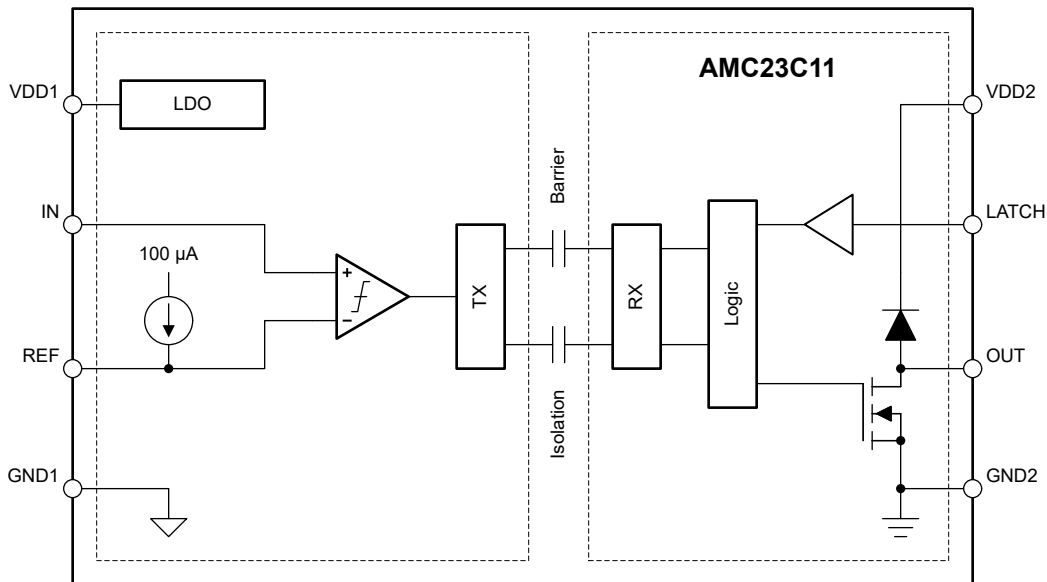 AMC23C11
VDD1
LDO
VDD2
IN
Barrier
LATCH
100 µA
+
−
TX
RX
Logic
REF
OUT
Isolation
GND1
GND2